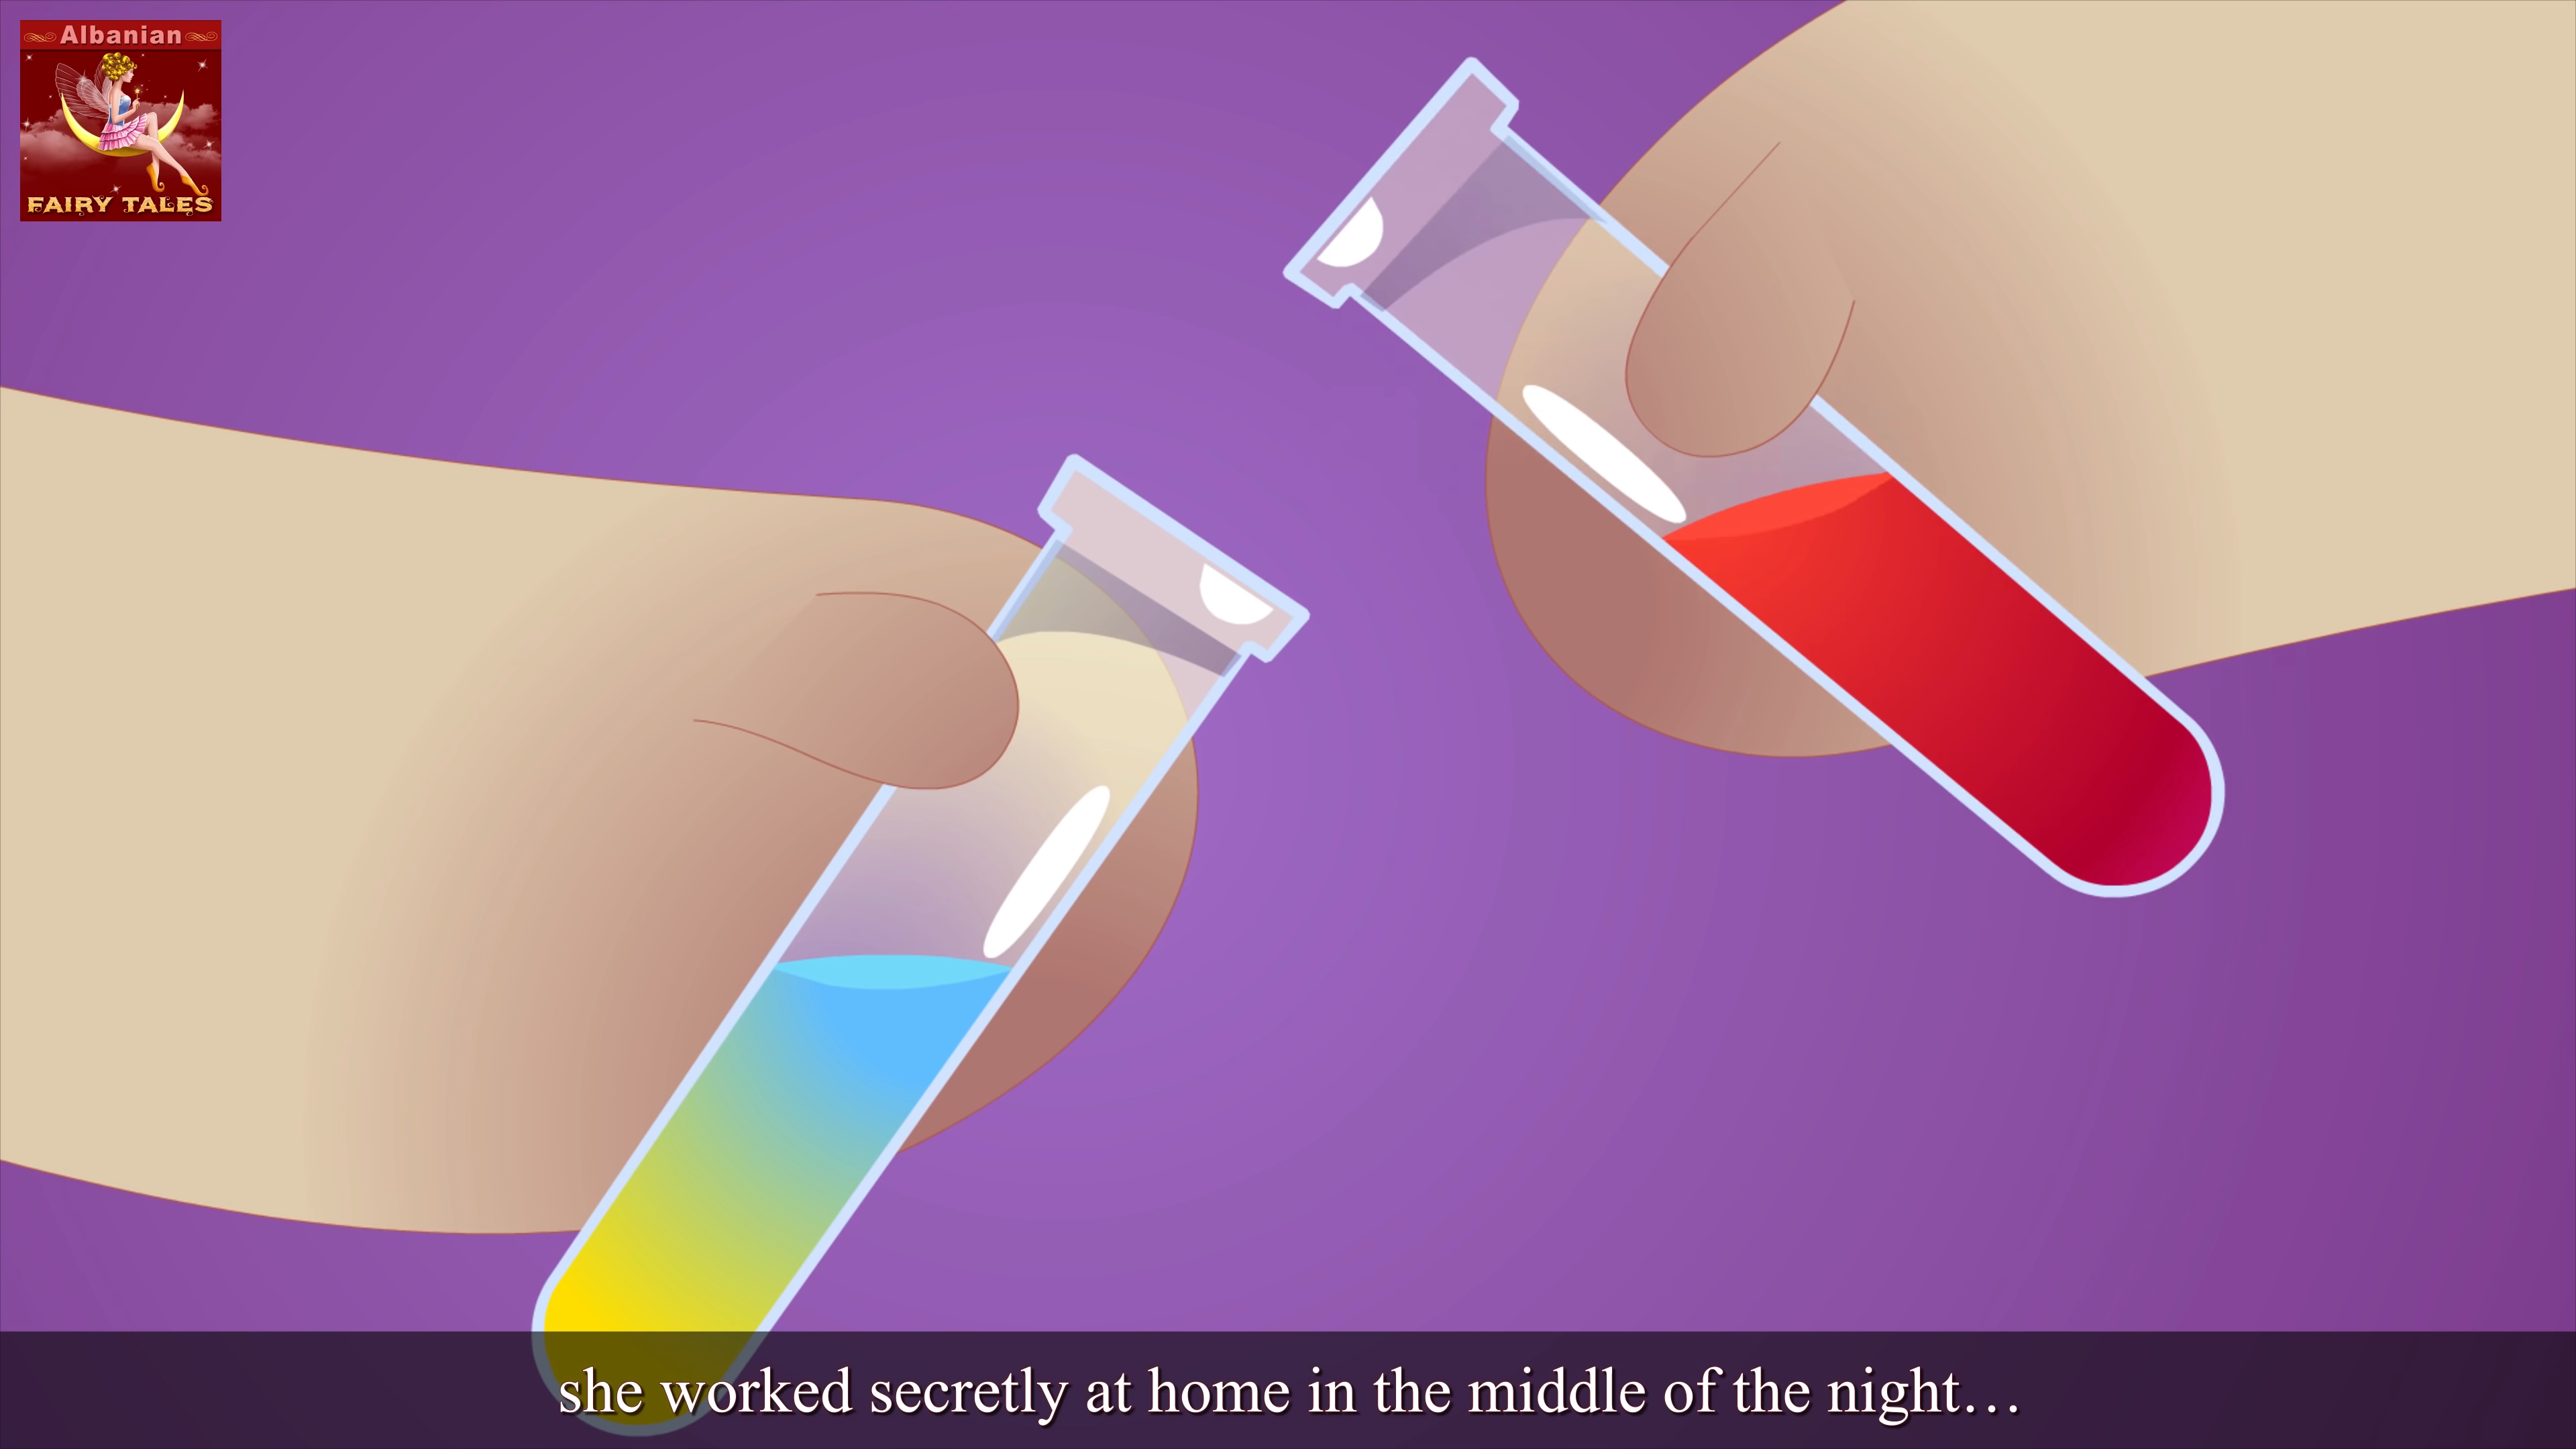 Albanian
FAIRY TALES
she worked secretly at home in the middle of the night…